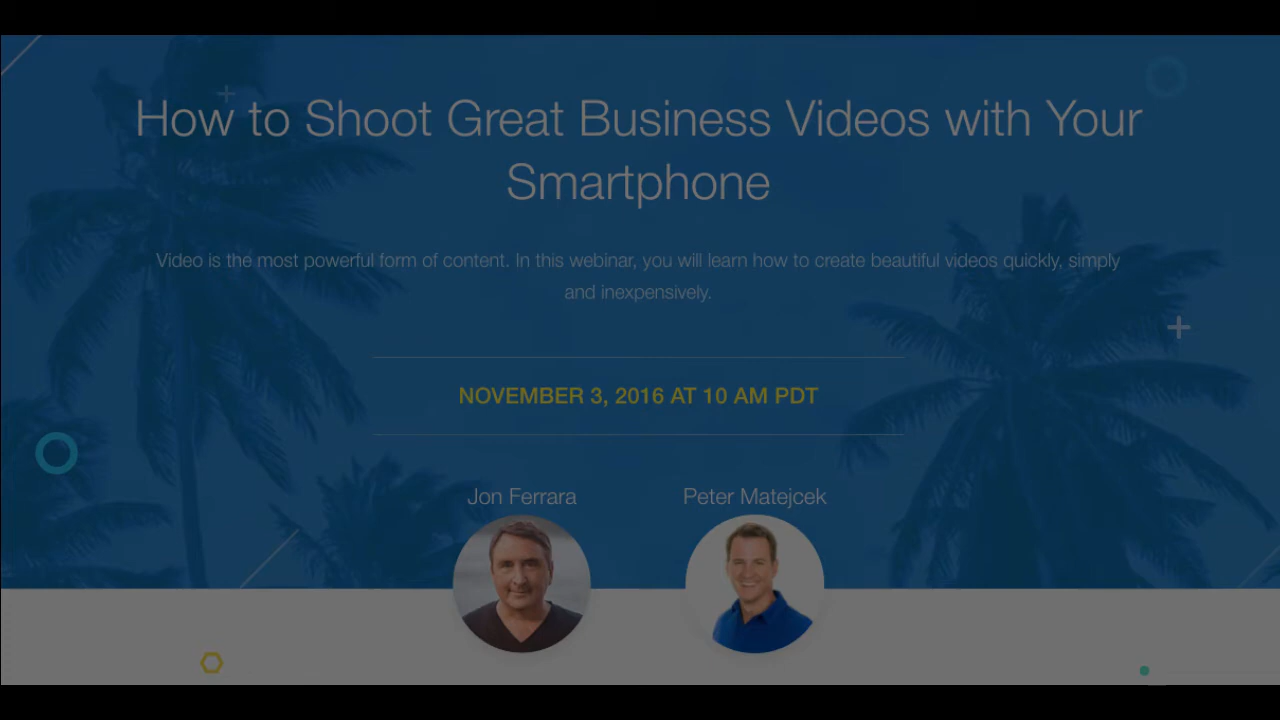 How to Shoot Great Business Videos with Your
Smartphone
Video is the most powerful form of content. In this webinar, you will learn how to create beautiful videos quickly, simply
and inexpensively.
NOVEMBER 3, 2016 AT 10 AM PDT
Jon Ferrara
Peter Matejcek